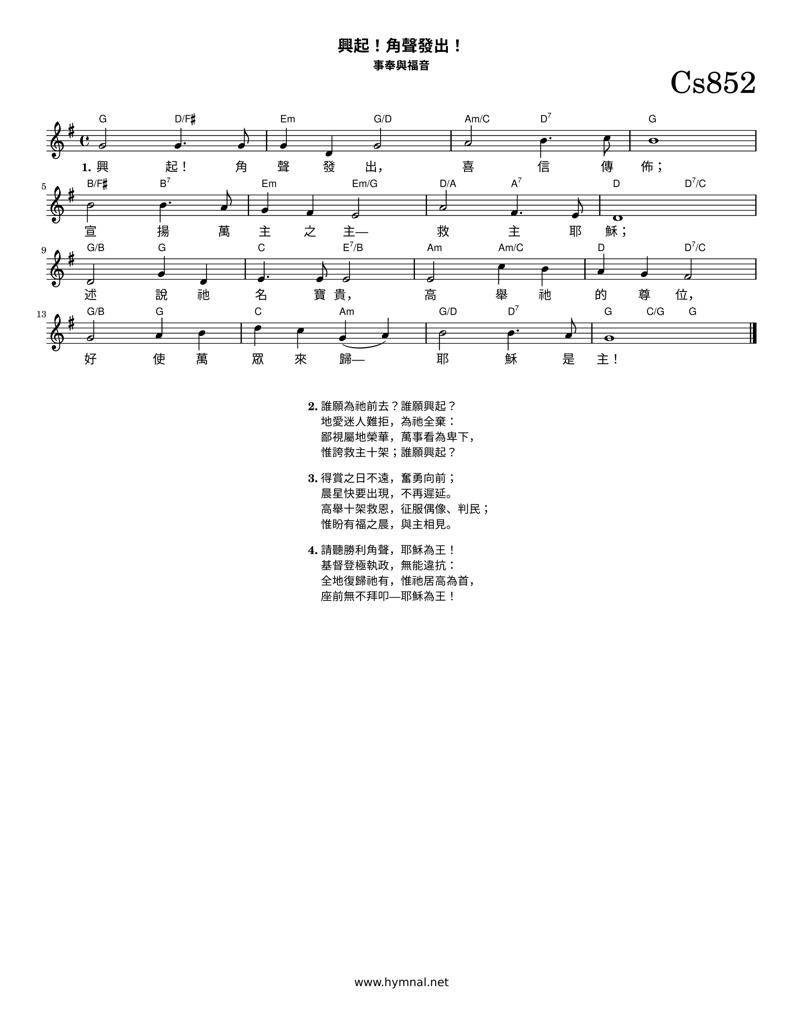 興起！角聲發出！
事奉與福音
Cs852
G D/F♯ Em G/D Am/C D7 G
1. 興 起！ 角 聲 發 出， 喜 信 傳 佈；
5 B/F♯ B7 Em Em/G D/A A7 D D7/C
宣 揚 萬 主 之 主— 救 主 耶 穌；
9 G/B G C E7/B Am Am/C D D7/C
述 說 祂 名 寶 貴， 高 舉 祂 的 尊 位，
13 G/B G C Am G/D D7 G C/G G
好 使 萬 眾 來 歸— 耶 穌 是 主！
2. 誰願為祂前去？誰願興起？
地愛迷人難拒，為祂全棄：
鄙視屬地榮華，萬事看為卑下，
惟誇救主十架；誰願興起？
3. 得賞之日不遠，奮勇向前；
晨星快要出現，不再遲延。
高舉十架救恩，征服偶像、判民；
惟盼有福之晨，與主相見。
4. 請聽勝利角聲，耶穌為王！
基督登極執政，無能違抗：
全地復歸祂有，惟祂居高為首，
座前無不拜叩—耶穌為王！
www.hymnal.net